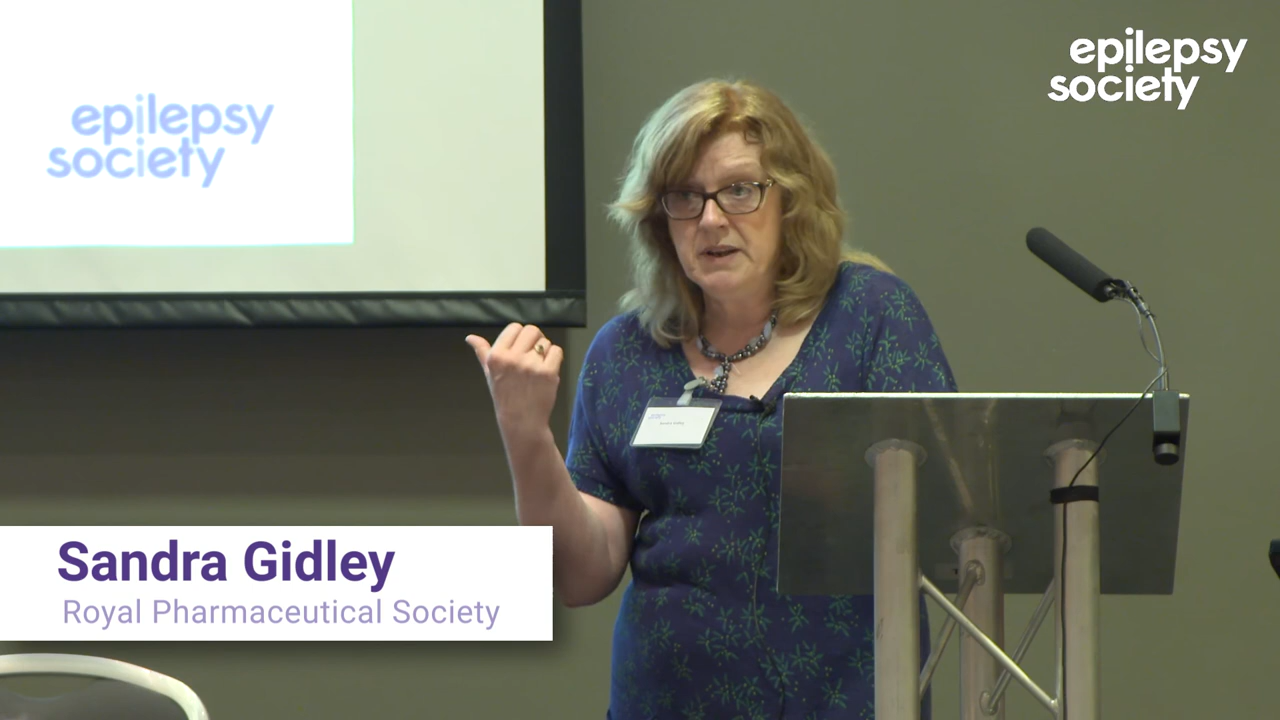 epilepsy
society
epilepsy
society
Sandra Gidley
Royal Pharmaceutical Society